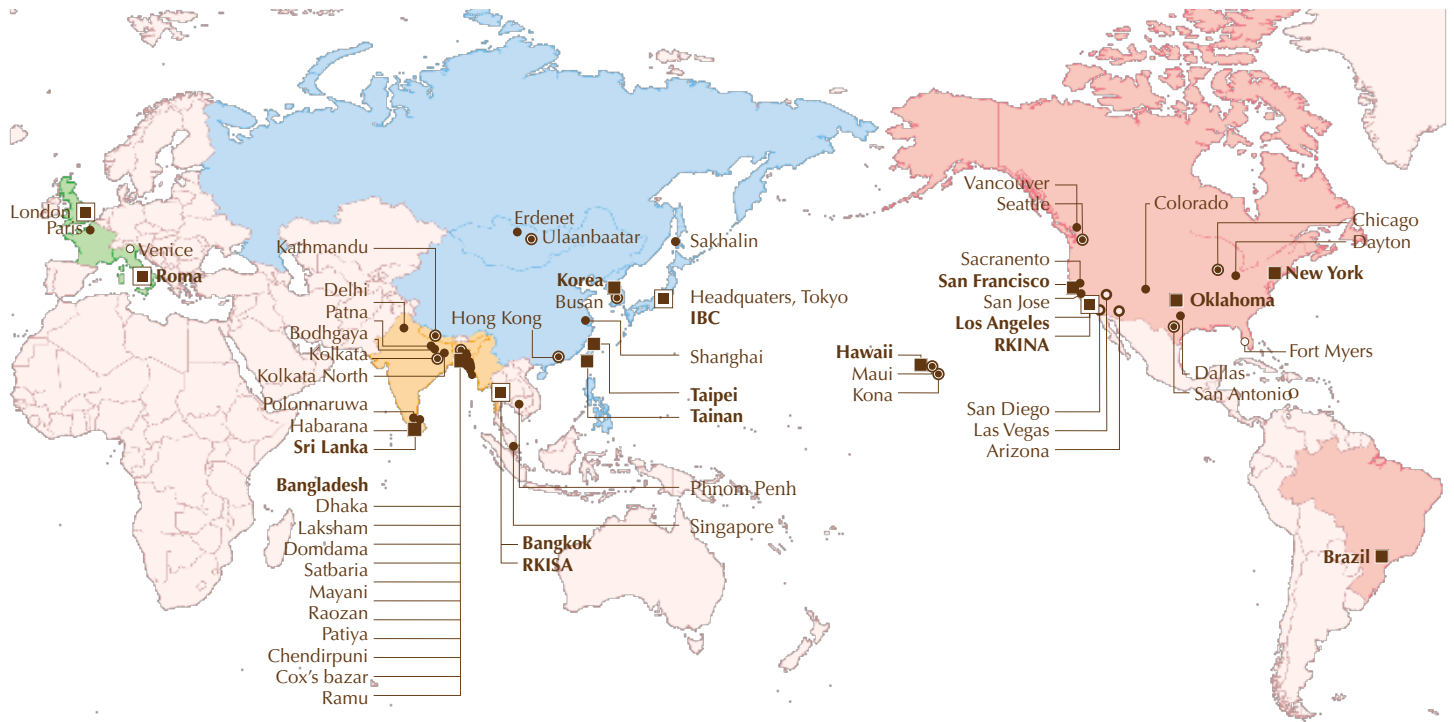 London
Paris
Venice
Roma
Kathmandu
Delhi
Patna
Bodhgaya
Kolkata
Kolkata North
Polonnaruwa
Habarana
Sri Lanka
Bangladesh
Dhaka
Laksham
Domdama
Satbaria
Mayani
Raozan
Patiya
Chendirpuni
Cox's bazar
Ramu
Erdenet
Ulaanbaatar
Sakhalin
Korea
Busan
Headquaters, Tokyo
IBC
Hong Kong
Shanghai
Taipei
Tainan
Phnom Penh
Singapore
Bangkok
RKISA
Hawaii
Maui
Kona
Vancouver
Seattle
Sacranento
San Francisco
San Jose
Los Angeles
RKINA
San Diego
Las Vegas
Arizona
Colorado
Chicago
Dayton
New York
Oklahoma
Fort Myers
Dallas
San Antonio
Brazil